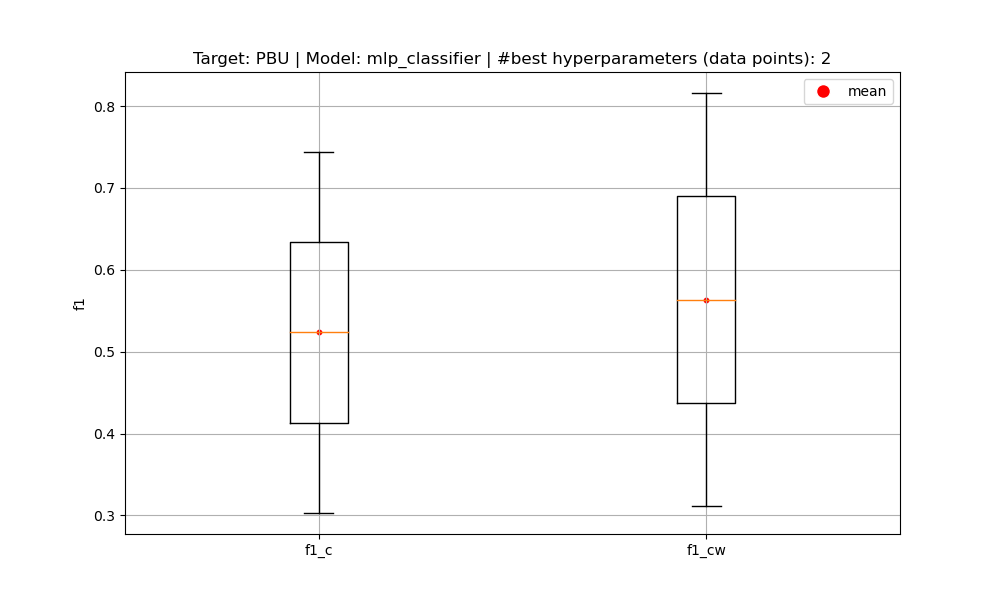 Target: PBU | Model: mlp_classifier | #best hyperparameters (data points): 2
mean
0.8
0.7
0.6
0.5
0.4
0.3
f1
f1_c
f1_cw